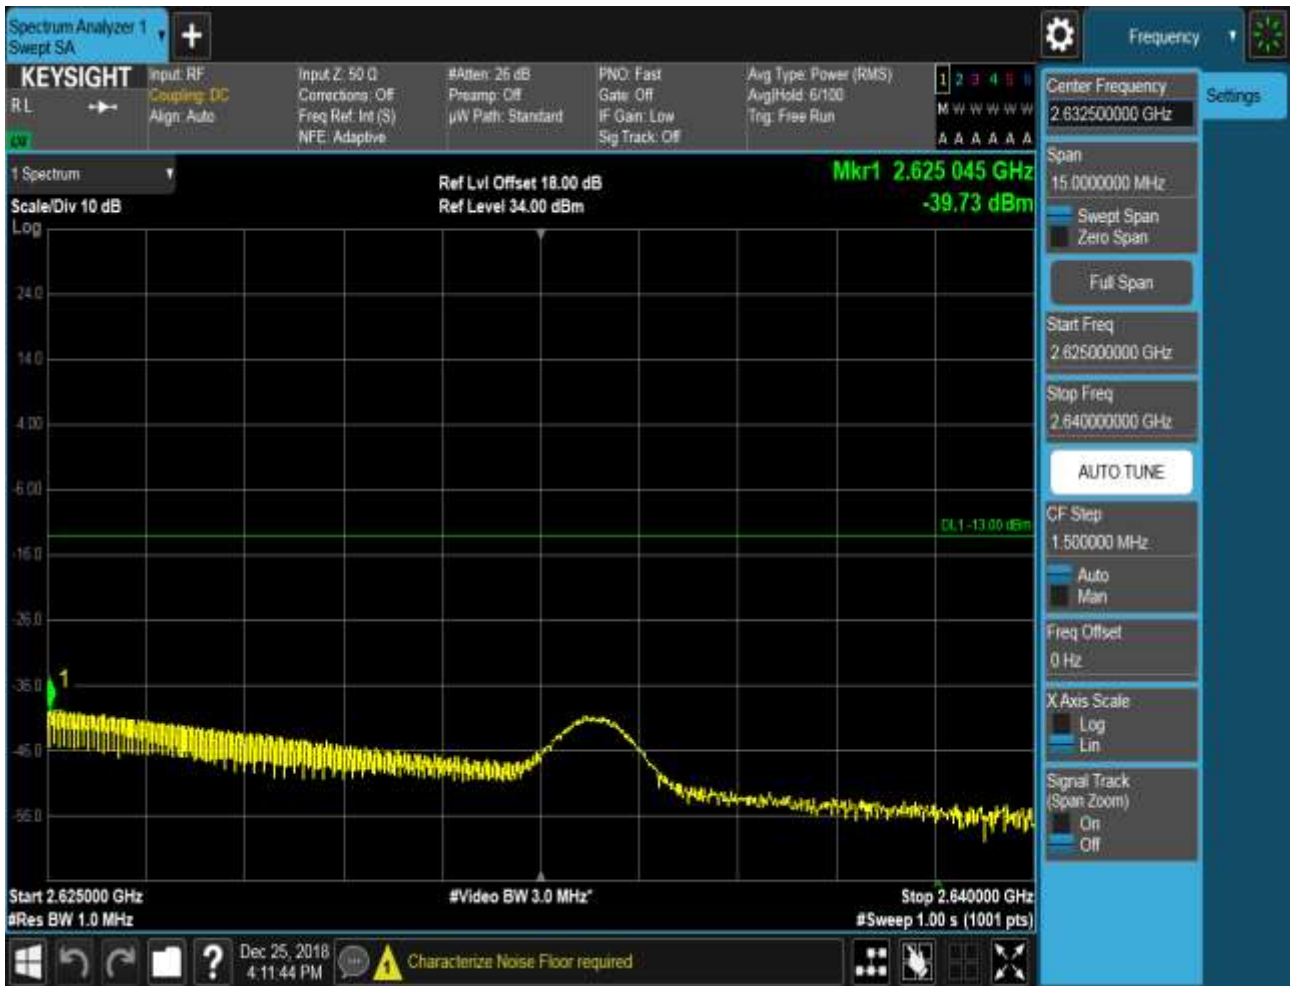 Spectrum Analyzer 1
Swept SA
Frequency
KEYSIGHT
RL
Input: RF
Coupling: DC
Align: Auto
Input Z: 50 Ω
Corrections: Off
Freq Ref: Int (S)
NFE: Adaptive
#Atten: 26 dB
Preamp: Off
µW Path: Standard
PNO: Fast
Gate: Off
IF Gain: Low
Sig Track: Off
Avg Type: Power (RMS)
Avg|Hold: 6/100
Trig: Free Run
1 2 3 4 5 6
M W W W W W
A A A A A A
1 Spectrum
Scale/Div 10 dB
Log
Ref Lvl Offset 18.00 dB
Ref Level 34.00 dBm
Mkr1 2.625 045 GHz
-39.73 dBm
24.0
14.0
4.00
-6.00
-16.0
-26.0
-36.0
-46.0
-56.0
DL1 -13.00 dBm
1
Start 2.625000 GHz
#Res BW 1.0 MHz
#Video BW 3.0 MHz*
Stop 2.640000 GHz
#Sweep 1.00 s (1001 pts)
Center Frequency
2.632500000 GHz
Settings
Span
15.0000000 MHz
Swept Span
Zero Span
Full Span
Start Freq
2.625000000 GHz
Stop Freq
2.640000000 GHz
AUTO TUNE
CF Step
1.500000 MHz
Auto
Man
Freq Offset
0 Hz
X Axis Scale
Log
Lin
Signal Track
(Span Zoom)
On
Off
?
Dec 25, 2018
4:11:44 PM
1
Characterize Noise Floor required